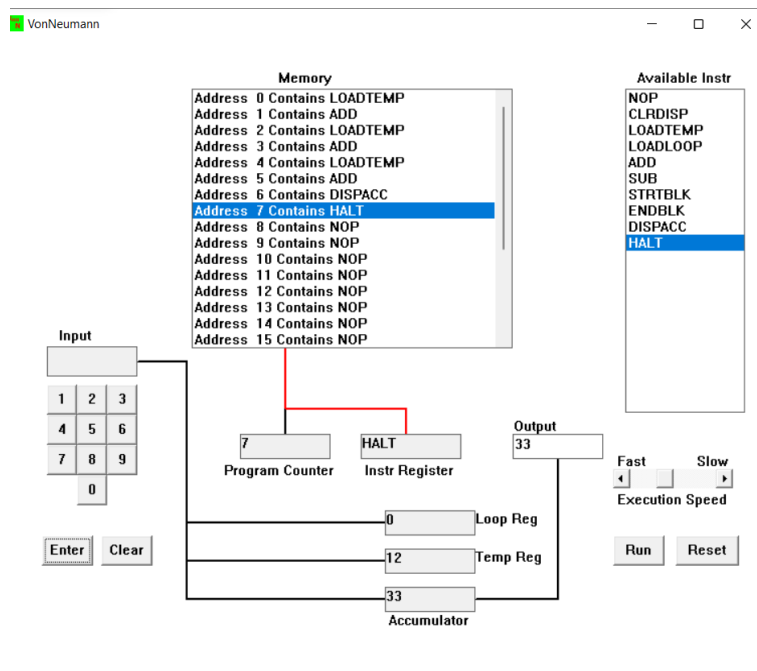 VonNeumann
Memory
Available Instr
Address 0 Contains LOADTEMP
Address 1 Contains ADD
Address 2 Contains LOADTEMP
Address 3 Contains ADD
Address 4 Contains LOADTEMP
Address 5 Contains ADD
Address 6 Contains DISPACC
Address 7 Contains HALT
Address 8 Contains NOP
Address 9 Contains NOP
Address 10 Contains NOP
Address 11 Contains NOP
Address 12 Contains NOP
Address 13 Contains NOP
Address 14 Contains NOP
Address 15 Contains NOP
NOP
CLRDISP
LOADTEMP
LOADLOOP
ADD
SUB
STRTBLK
ENDBLK
DISPACC
HALT
Input
1 2 3
4 5 6
7 8 9
0
Enter Clear
7
Program Counter
HALT
Instr Register
Output
33
Fast Slow
Execution Speed
Run Reset
0 Loop Reg
12 Temp Reg
33
Accumulator